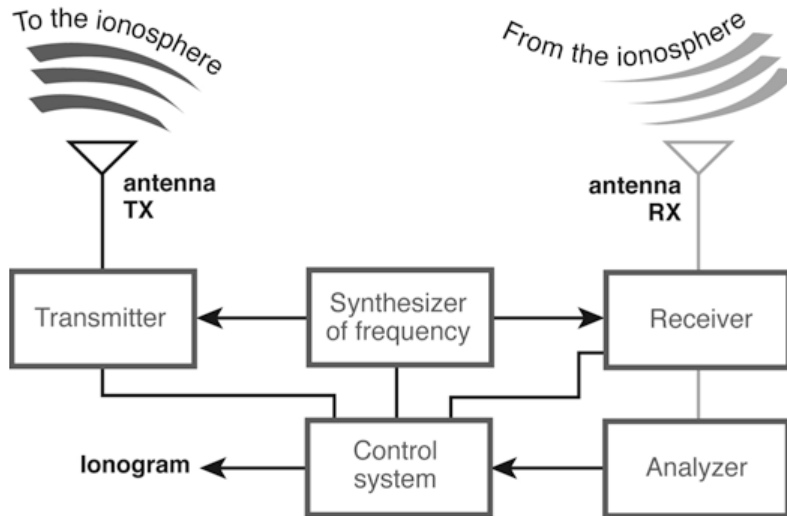 To the ionosphere
From the ionosphere
antenna
TX
antenna
RX
Transmitter
Synthesizer
of frequency
Receiver
Ionogram
Control
system
Analyzer